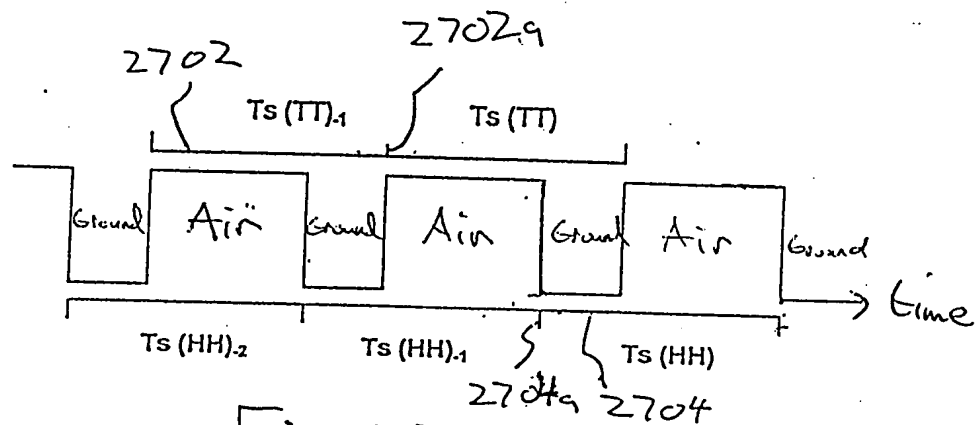 2702 2702a
Ts (TT)-1 Ts (TT)
Ground Air Ground Air Ground Air Ground
time
Ts (HH)-2 Ts (HH)-1 Ts (HH)
2704a 2704